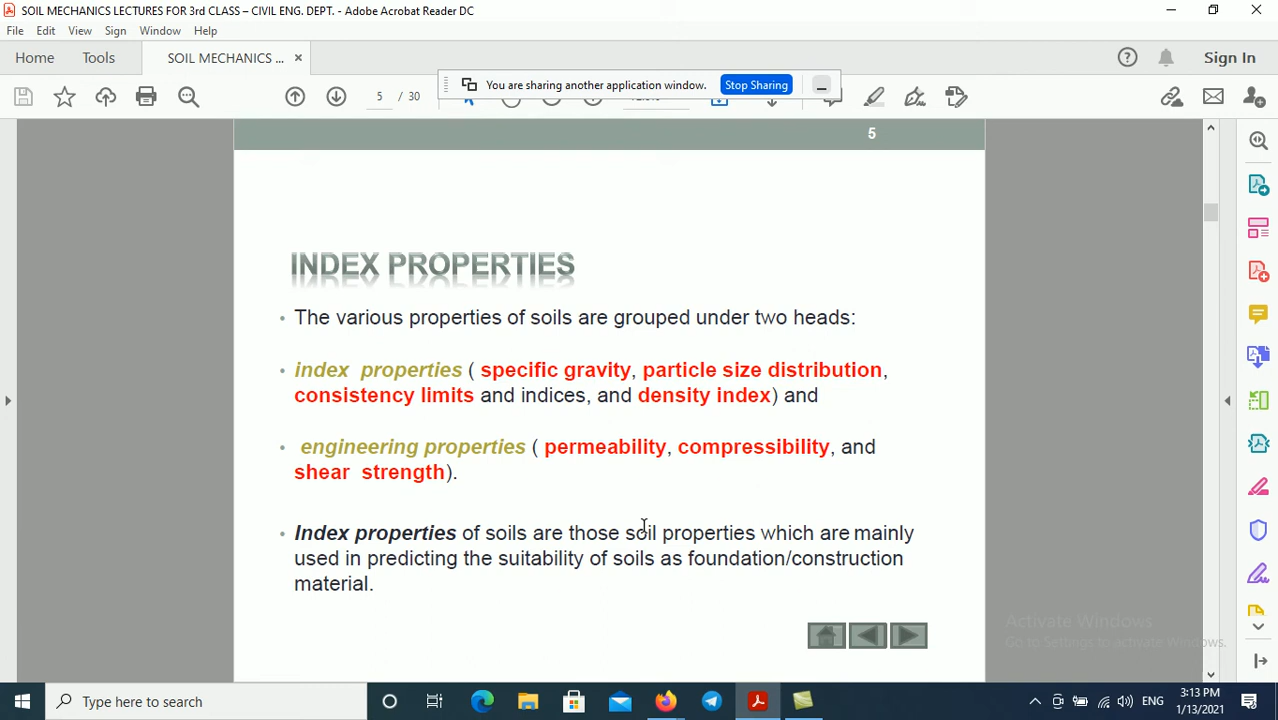 SOIL MECHANICS LECTURES FOR 3rd CLASS – CIVIL ENG. DEPT. - Adobe Acrobat Reader DC
File Edit View Sign Window Help
Home Tools SOIL MECHANICS ... × Sign In
You are sharing another application window. Stop Sharing
5 / 30
5
INDEX PROPERTIES
• The various properties of soils are grouped under two heads:
• index properties ( specific gravity, particle size distribution,
consistency limits and indices, and density index) and
• engineering properties ( permeability, compressibility, and
shear strength).
• Index properties of soils are those soil properties which are mainly
used in predicting the suitability of soils as foundation/construction
material.
Activate Windows
Go to Settings to activate Windows.
Type here to search
ENG
3:13 PM
1/13/2021